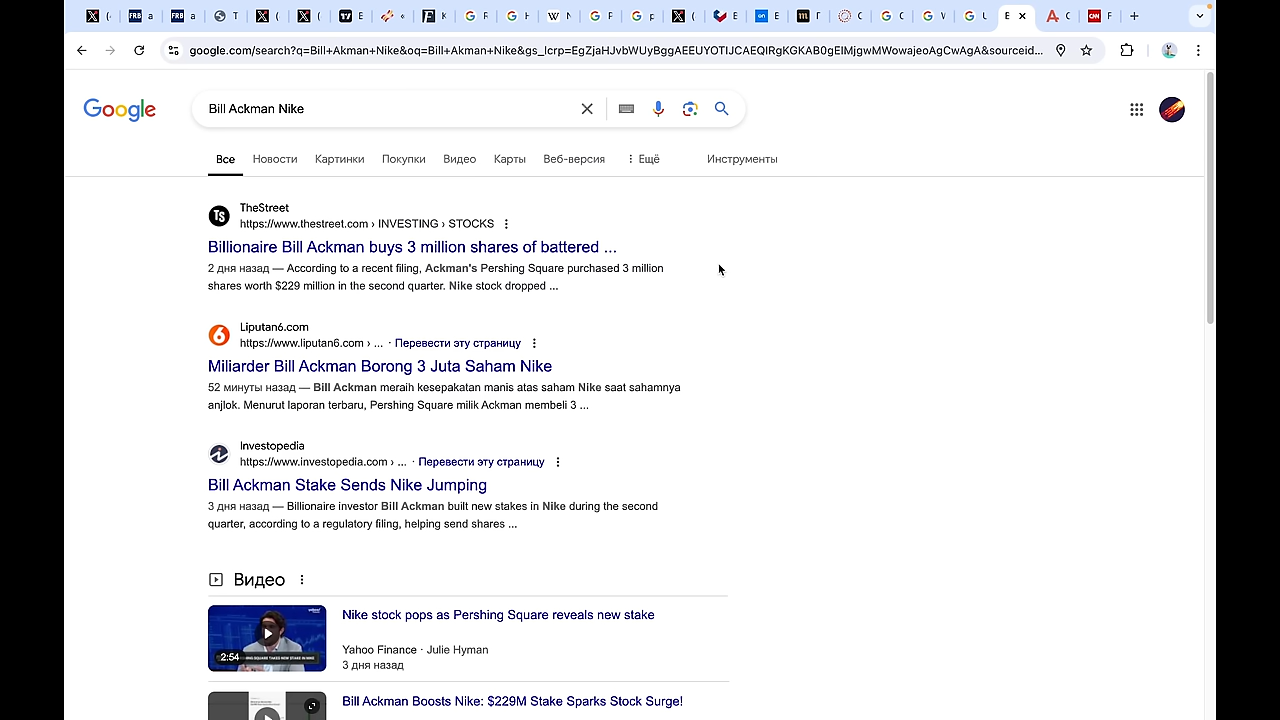 FRB a
FRB a
google.com/search?q=Bill+Akman+Nike&oq=Bill+Akman+Nike&gs_lcrp=EgZjaHJvbWUyBggAEEUYOTIJCAEQIRgKGKAB0gEIMjgwMWowajeoAgCwAgA&sourceid...
Google
Bill Ackman Nike
Все
Новости
Картинки
Покупки
Видео
Карты
Веб-версия
Ещё
Инструменты
TheStreet
https://www.thestreet.com › INVESTING › STOCKS
Billionaire Bill Ackman buys 3 million shares of battered ...
2 дня назад — According to a recent filing, Ackman's Pershing Square purchased 3 million
shares worth $229 million in the second quarter. Nike stock dropped ...
Liputan6.com
https://www.liputan6.com › ... · Перевести эту страницу
Miliarder Bill Ackman Borong 3 Juta Saham Nike
52 минуты назад — Bill Ackman meraih kesepakatan manis atas saham Nike saat sahamnya
anjlok. Menurut laporan terbaru, Pershing Square milik Ackman membeli 3 ...
Investopedia
https://www.investopedia.com › ... · Перевести эту страницу
Bill Ackman Stake Sends Nike Jumping
3 дня назад — Billionaire investor Bill Ackman built new stakes in Nike during the second
quarter, according to a regulatory filing, helping send shares ...
Видео
Nike stock pops as Pershing Square reveals new stake
2:54
Yahoo Finance · Julie Hyman
3 дня назад
Bill Ackman Boosts Nike: $229M Stake Sparks Stock Surge!